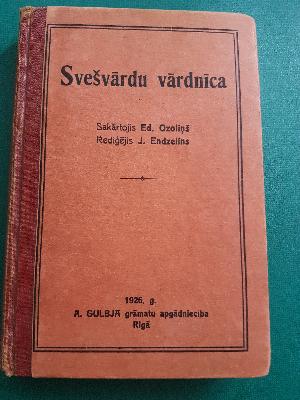 Svešvārdu vārdnīca
Sakārtojis Ed. Ozoliņš
Rediģējis J. Endzelīns
1926. g.
A. GULBJA grāmatu apgādniecība
Rīgā